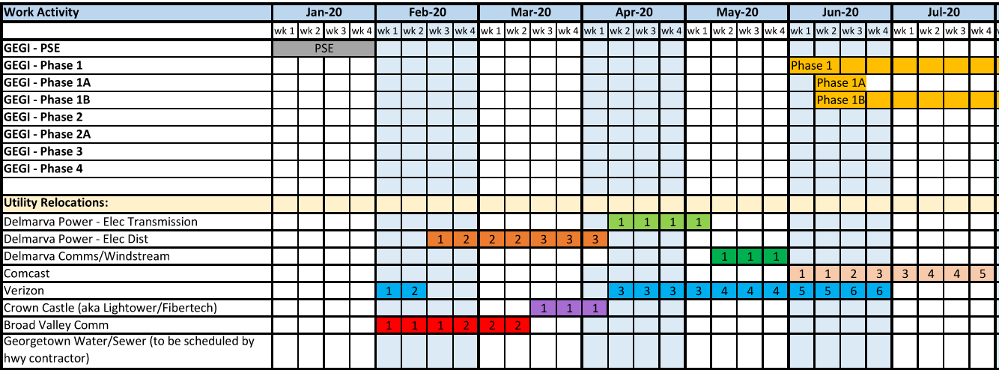 Work Activity Jan-20 Feb-20 Mar-20 Apr-20 May-20 Jun-20 Jul-20
wk 1 wk 2 wk 3 wk 4 wk 1 wk 2 wk 3 wk 4 wk 1 wk 2 wk 3 wk 4 wk 1 wk 2 wk 3 wk 4 wk 1 wk 2 wk 3 wk 4 wk 1 wk 2 wk 3 wk 4 wk 1 wk 2 wk 3 wk 4
GEGI - PSE PSE
GEGI - Phase 1 Phase 1
GEGI - Phase 1A Phase 1A
GEGI - Phase 1B Phase 1B
GEGI - Phase 2
GEGI - Phase 2A
GEGI - Phase 3
GEGI - Phase 4
Utility Relocations:
Delmarva Power - Elec Transmission 1 1 1 1
Delmarva Power - Elec Dist 1 2 2 2 3 3 3
Delmarva Comms/Windstream 1 1 1
Comcast 1 1 2 3 3 4 4 5
Verizon 1 2 3 3 3 3 4 4 4 5 5 6 6
Crown Castle (aka Lightower/Fibertech) 1 1 1
Broad Valley Comm 1 1 1 2 2 2
Georgetown Water/Sewer (to be scheduled by
hwy contractor)